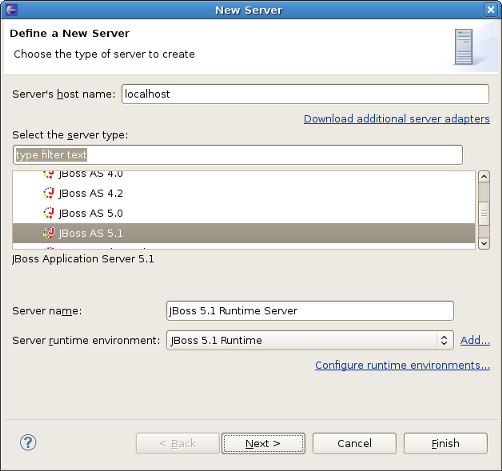 New Server
Define a New Server
Choose the type of server to create
Server's host name: localhost
Download additional server adapters
Select the server type:
type filter text
JBoss AS 4.0
JBoss AS 4.2
JBoss AS 5.0
JBoss AS 5.1
JBoss Application Server 5.1
Server name: JBoss 5.1 Runtime Server
Server runtime environment: JBoss 5.1 Runtime Add...
Configure runtime environments...
? < Back Next > Cancel Finish